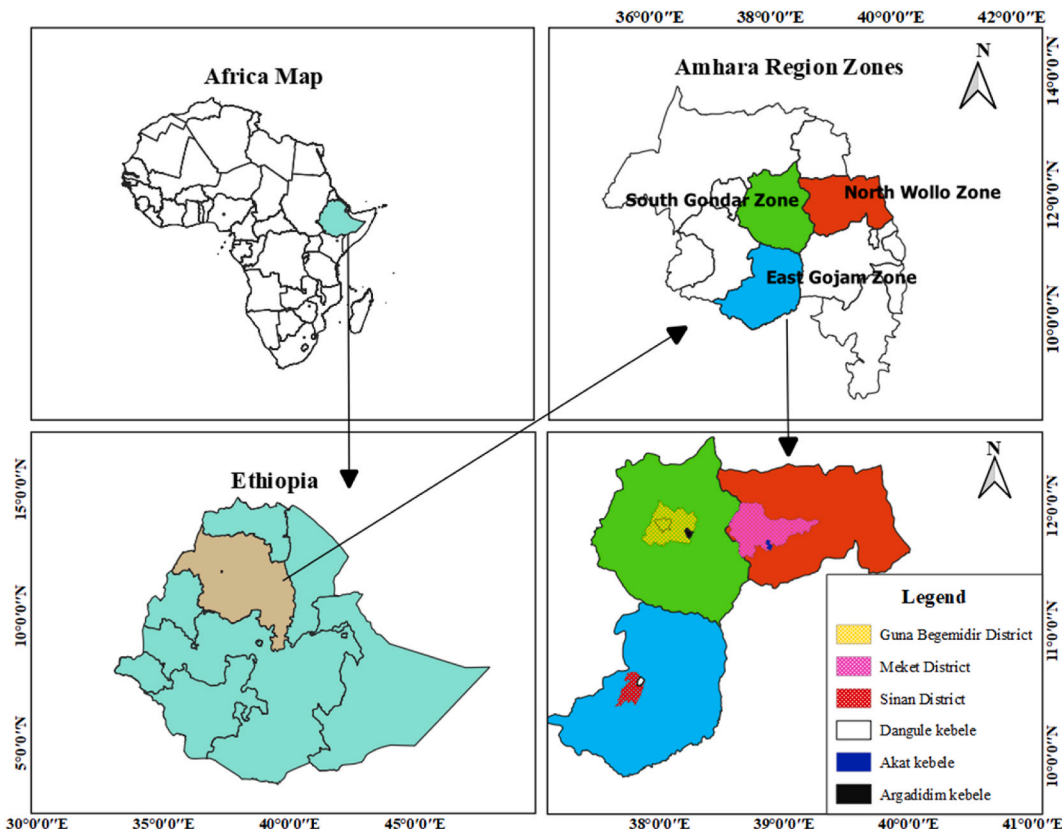 36°0'0"E 38°0'0"E 40°0'0"E 42°0'0"E
Africa Map
Amhara Region Zones
N
14°0'0"N
12°0'0"N
10°0'0"N
South Gondar Zone
North Wollo Zone
East Gojam Zone
Ethiopia
15°0'0"N
10°0'0"N
5°0'0"N
N
12°0'0"N
11°0'0"N
10°0'0"N
Legend
Guna Begemidir District
Meket District
Sinan District
Dangule kebele
Akat kebele
Argadidim kebele
30°0'0"E 35°0'0"E 40°0'0"E 45°0'0"E
38°0'0"E 39°0'0"E 40°0'0"E 41°0'0"E